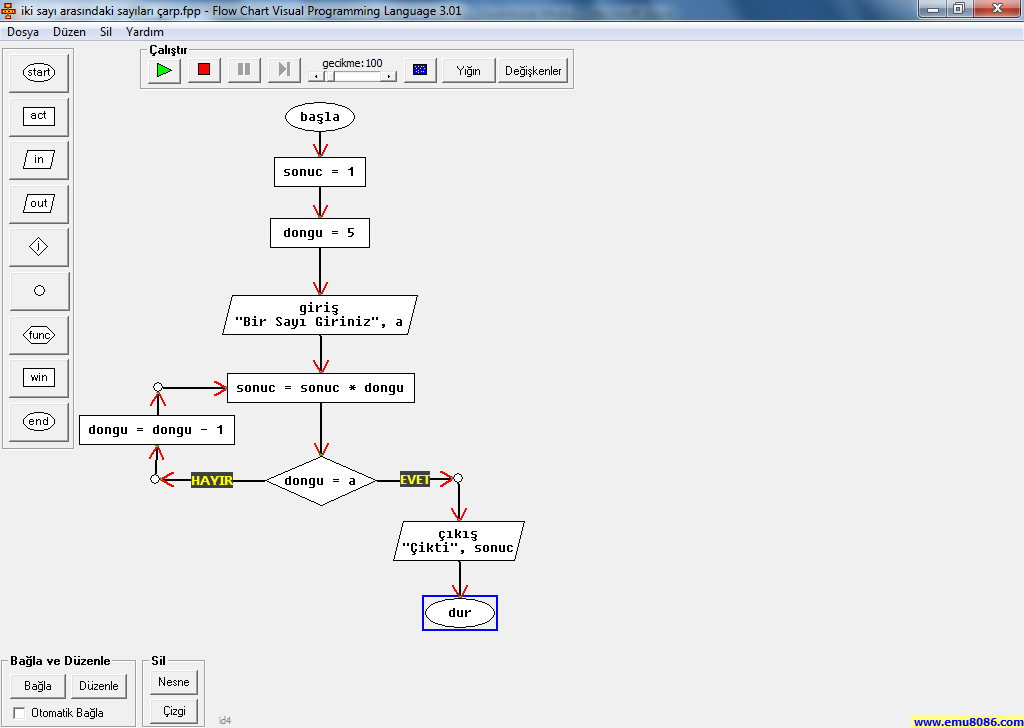 iki sayı arasındaki sayıları çarp.fpp - Flow Chart Visual Programming Language 3.01
Dosya Düzen Sil Yardım
Çalıştır
gecikme:100
Yığın
Değişkenler
start
act
in
out
j
func
win
end
başla
sonuc = 1
dongu = 5
giriş
"Bir Sayı Giriniz", a
sonuc = sonuc * dongu
dongu = dongu - 1
HAYIR
dongu = a
EVET
çıkış
"Çikti", sonuc
dur
Bağla ve Düzenle
Bağla
Düzenle
Otomatik Bağla
Sil
Nesne
Çizgi
id4
www.emu8086.com